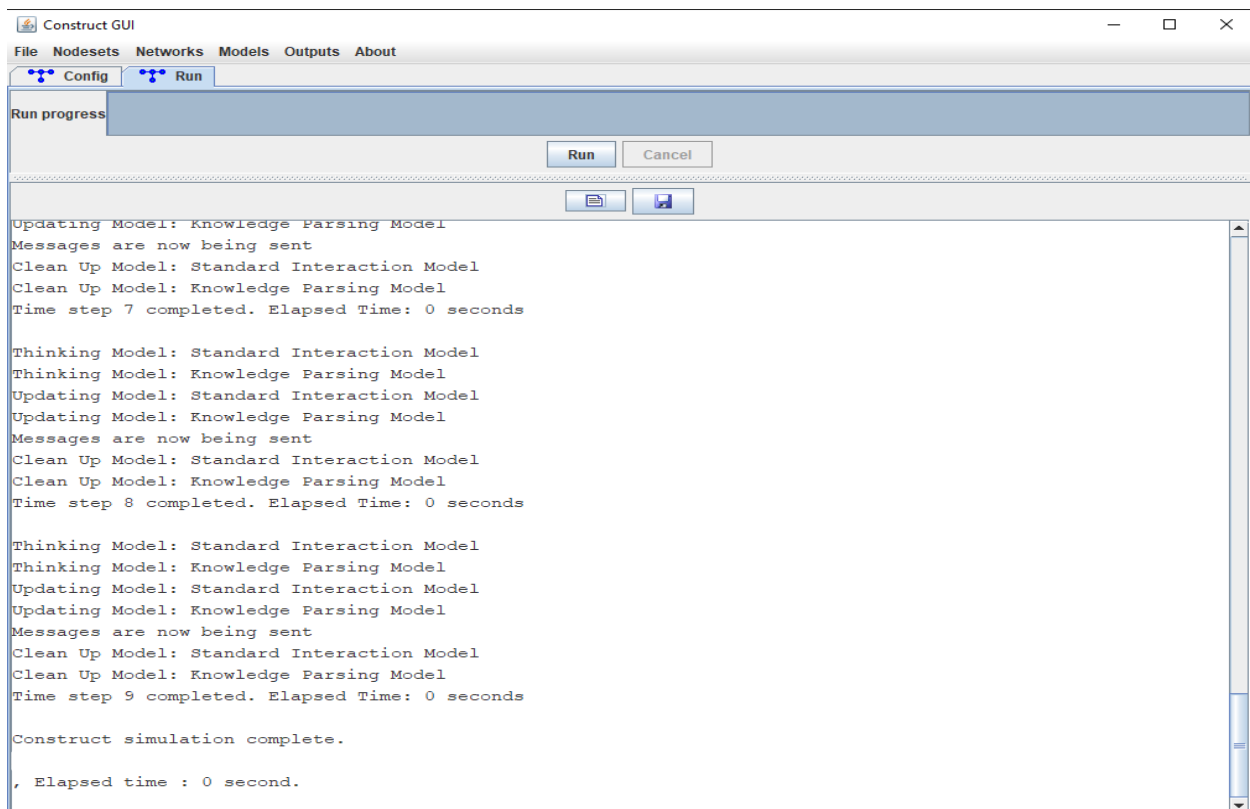 Construct GUI
File Nodesets Networks Models Outputs About
Config Run
Run progress
Run Cancel
Updating Model: Knowledge Parsing Model
Messages are now being sent
Clean Up Model: Standard Interaction Model
Clean Up Model: Knowledge Parsing Model
Time step 7 completed. Elapsed Time: 0 seconds
Thinking Model: Standard Interaction Model
Thinking Model: Knowledge Parsing Model
Updating Model: Standard Interaction Model
Updating Model: Knowledge Parsing Model
Messages are now being sent
Clean Up Model: Standard Interaction Model
Clean Up Model: Knowledge Parsing Model
Time step 8 completed. Elapsed Time: 0 seconds
Thinking Model: Standard Interaction Model
Thinking Model: Knowledge Parsing Model
Updating Model: Standard Interaction Model
Updating Model: Knowledge Parsing Model
Messages are now being sent
Clean Up Model: Standard Interaction Model
Clean Up Model: Knowledge Parsing Model
Time step 9 completed. Elapsed Time: 0 seconds
Construct simulation complete.
, Elapsed time : 0 second.